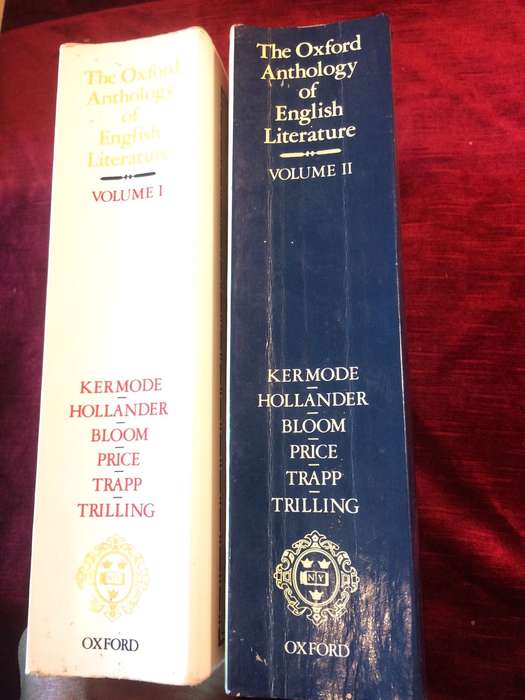 The Oxford
Anthology
of
English
Literature
VOLUME I
KERMODE
HOLLANDER
BLOOM
PRICE
TRAPP
TRILLING
OXFORD
The Oxford
Anthology
of
English
Literature
VOLUME II
KERMODE
HOLLANDER
BLOOM
PRICE
TRAPP
TRILLING
N Y
OXFORD